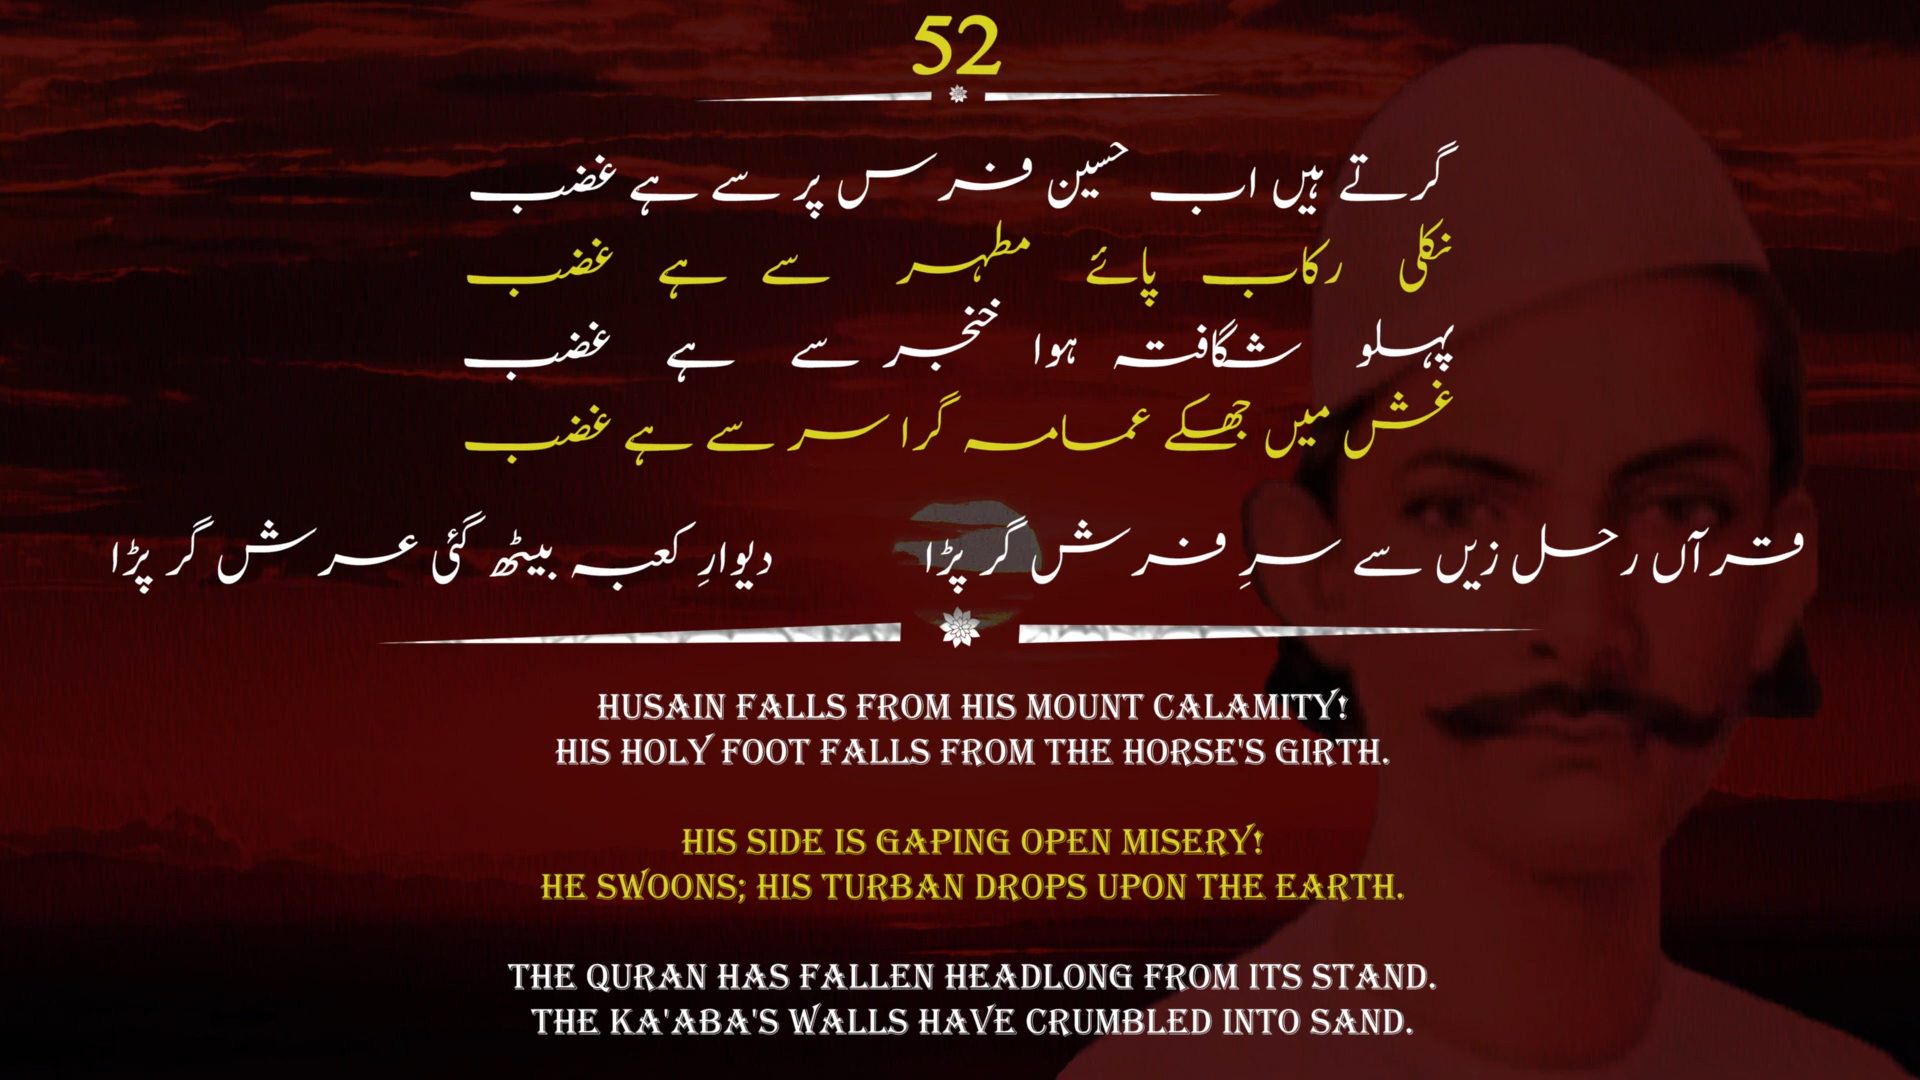 52
گرتے ہیں اب حسین فرس پر سے ہے غضب
نکلی رکاب پائے مطہر سے ہے غضب
پہلو شگافتہ ہوا خنجر سے ہے غضب
غش میں جھکے عمامہ گرا سر سے ہے غضب
قرآں رحل زیں سے سرِ فرش گر پڑا دیوارِ کعبہ بیٹھ گئی عرش گر پڑا
HUSAIN FALLS FROM HIS MOUNT CALAMITY!
HIS HOLY FOOT FALLS FROM THE HORSE'S GIRTH.
HIS SIDE IS GAPING OPEN MISERY!
HE SWOONS; HIS TURBAN DROPS UPON THE EARTH.
THE QURAN HAS FALLEN HEADLONG FROM ITS STAND.
THE KA'ABA'S WALLS HAVE CRUMBLED INTO SAND.